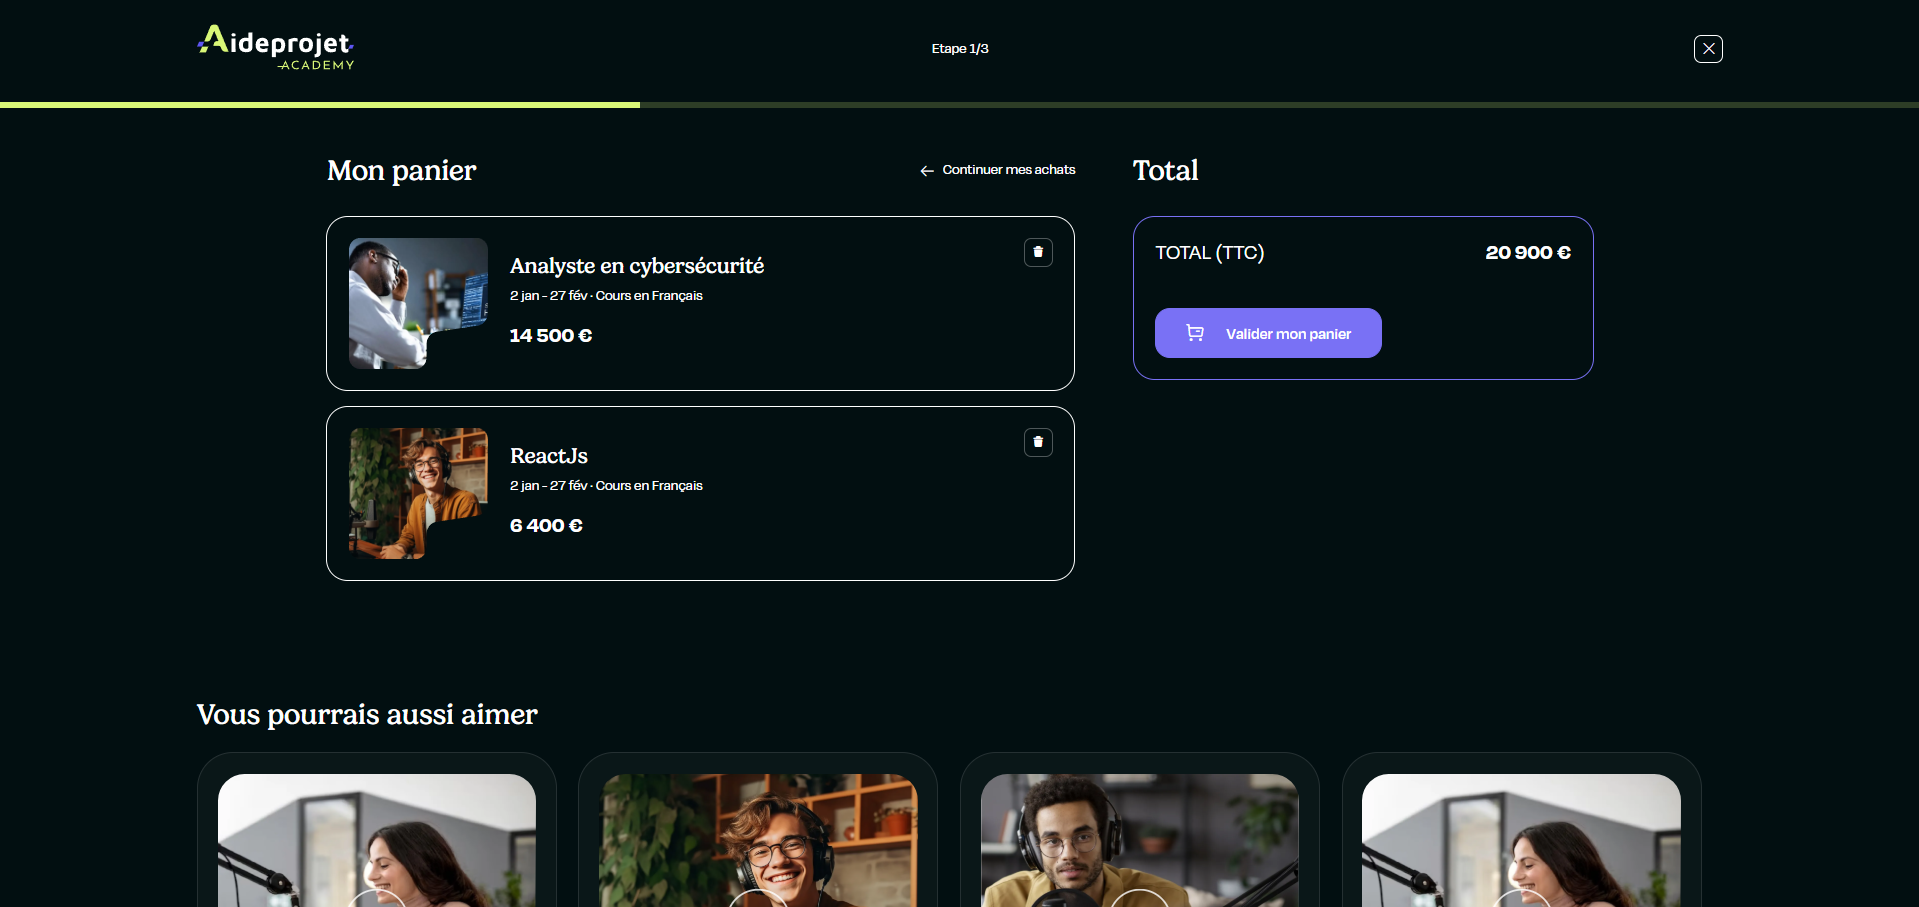 Aideprojet
ACADEMY
Etape 1/3
Mon panier
Continuer mes achats
Analyste en cybersécurité
2 jan - 27 fév · Cours en Français
14 500 €
ReactJs
2 jan - 27 fév · Cours en Français
6 400 €
Total
TOTAL (TTC)
20 900 €
Valider mon panier
Vous pourrais aussi aimer